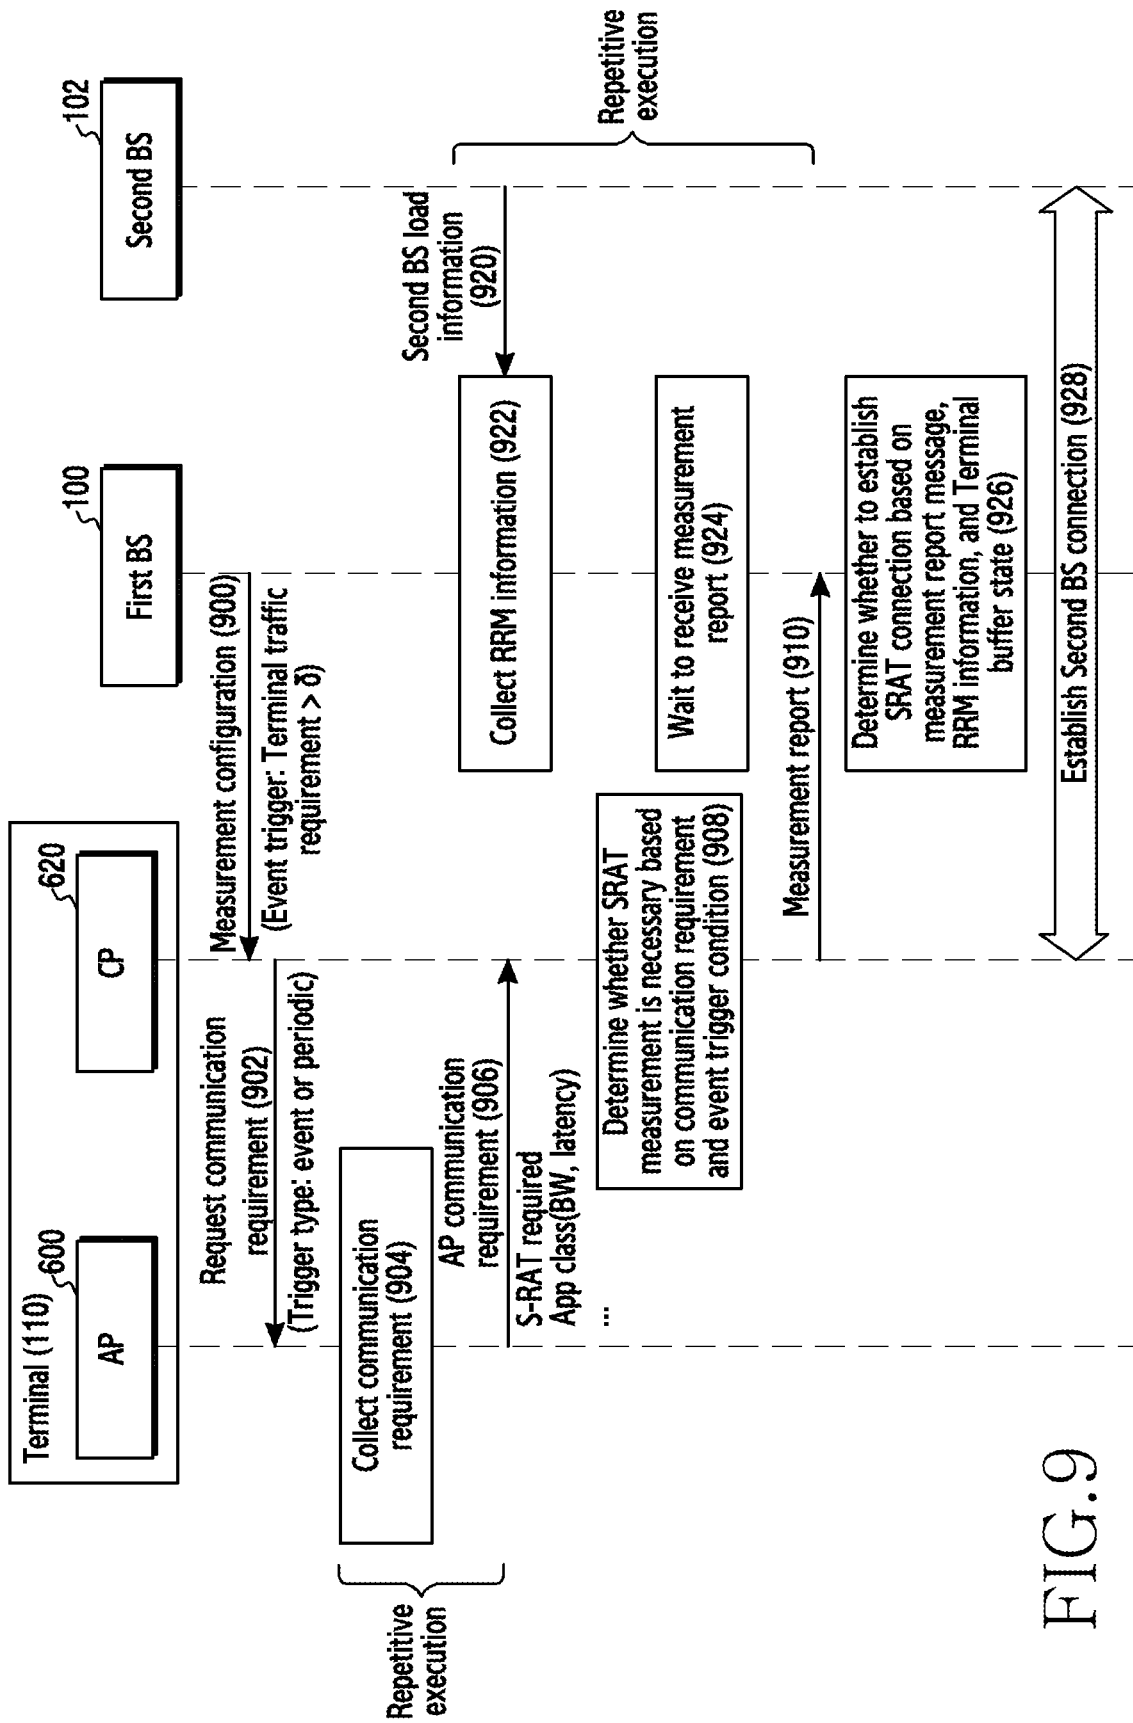 Terminal (110)
600
AP
620
CP
100
First BS
102
Second BS
Measurement configuration (900)
(Event trigger: Terminal traffic
requirement > δ)
Request communication
requirement (902)
(Trigger type: event or periodic)
Collect communication
requirement (904)
Repetitive
execution
AP communication
requirement (906)
S-RAT required
App class(BW, latency)
...
Second BS load
information
(920)
Collect RRM information (922)
Repetitive
execution
Determine whether SRAT
measurement is necessary based
on communication requirement
and event trigger condition (908)
Wait to receive measurement
report (924)
Measurement report (910)
Determine whether to establish
SRAT connection based on
measurement report message,
RRM information, and Terminal
buffer state (926)
Establish Second BS connection (928)
FIG.9